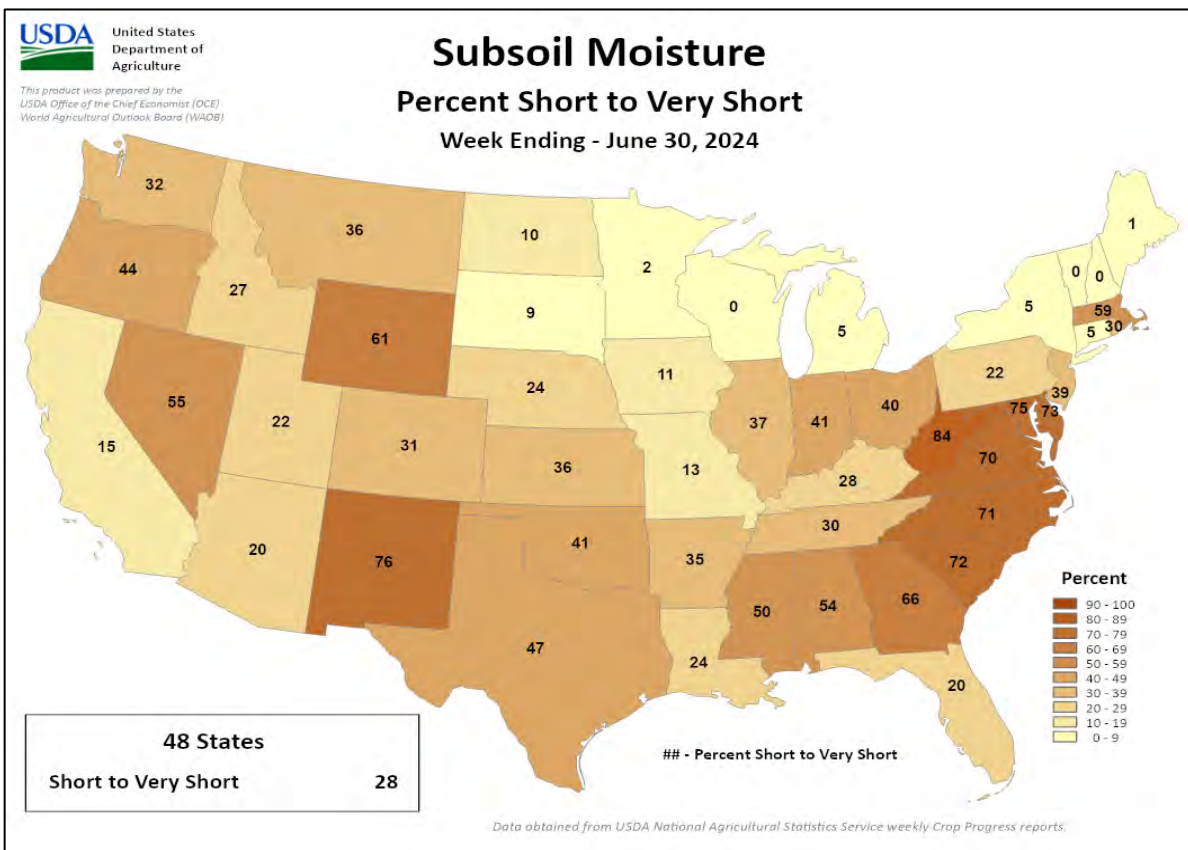 USDA
United States
Department of
Agriculture
This product was prepared by the
USDA Office of the Chief Economist (OCE)
World Agricultural Outlook Board (WAOB)
Subsoil Moisture
Percent Short to Very Short
Week Ending - June 30, 2024
32
36
10
2
1
44
27
9
0
5
5
0
0
59
5
30
61
24
11
22
39
55
22
31
36
13
37
41
40
84
75
73
70
15
28
30
71
20
76
41
35
72
50
54
66
47
24
20
Percent
90 - 100
80 - 89
70 - 79
60 - 69
50 - 59
40 - 49
30 - 39
20 - 29
10 - 19
0 - 9
48 States
Short to Very Short 28
## - Percent Short to Very Short
Data obtained from USDA National Agricultural Statistics Service weekly Crop Progress reports.